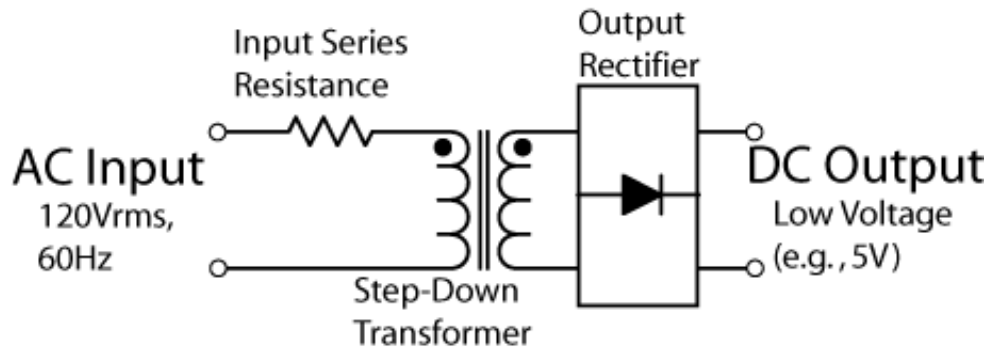 Input Series
Resistance
Output
Rectifier
AC Input
120Vrms,
60Hz
Step-Down
Transformer
DC Output
Low Voltage
(e.g., 5V)